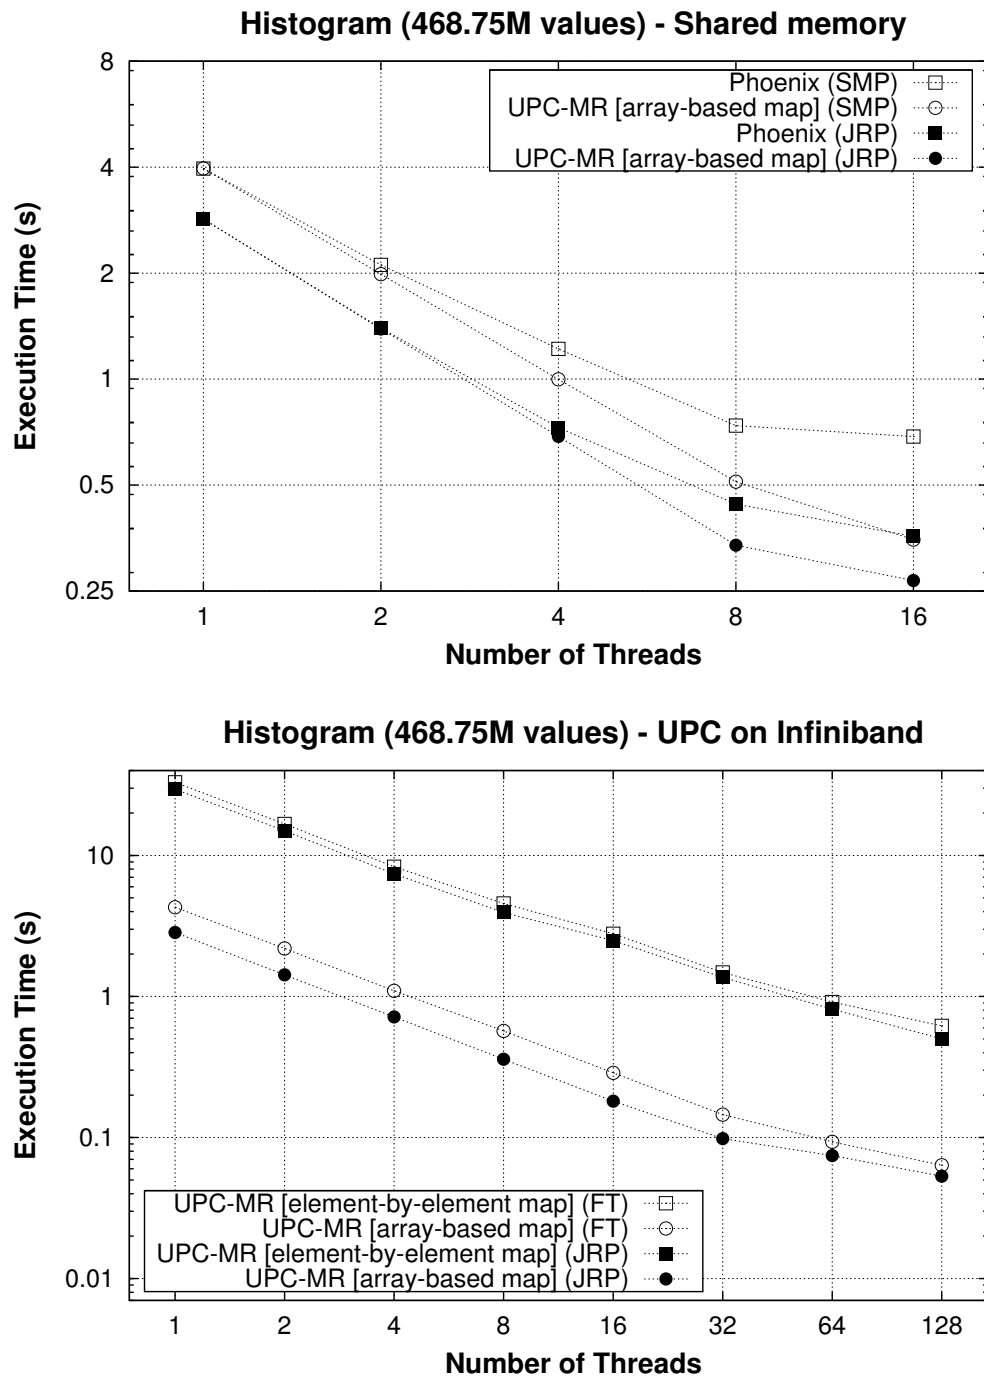 Histogram (468.75M values) - Shared memory
8
4
2
1
0.5
0.25
Execution Time (s)
Phoenix (SMP)
UPC-MR [array-based map] (SMP)
Phoenix (JRP)
UPC-MR [array-based map] (JRP)
1 2 4 8 16
Number of Threads
Histogram (468.75M values) - UPC on Infiniband
10
1
0.1
0.01
Execution Time (s)
UPC-MR [element-by-element map] (FT)
UPC-MR [array-based map] (FT)
UPC-MR [element-by-element map] (JRP)
UPC-MR [array-based map] (JRP)
1 2 4 8 16 32 64 128
Number of Threads